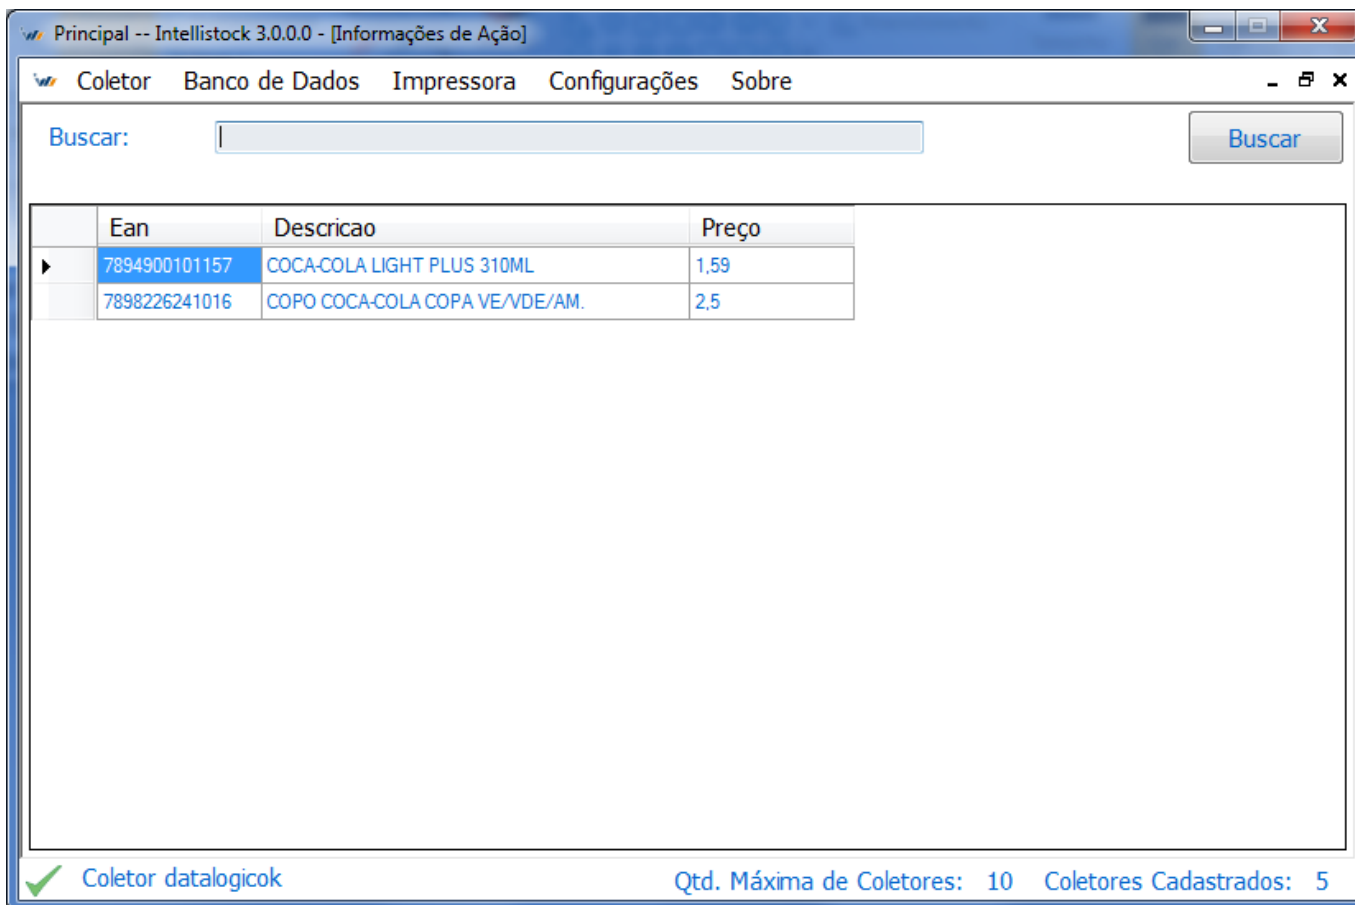 Principal -- Intellistock 3.0.0.0 - [Informações de Ação]
Coletor Banco de Dados Impressora Configurações Sobre
Buscar: Buscar
Ean Descricao Preço
7894900101157 COCA-COLA LIGHT PLUS 310ML 1,59
7898226241016 COPO COCA-COLA COPA VE/VDE/AM. 2,5
Coletor datalogicok Qtd. Máxima de Coletores: 10 Coletores Cadastrados: 5